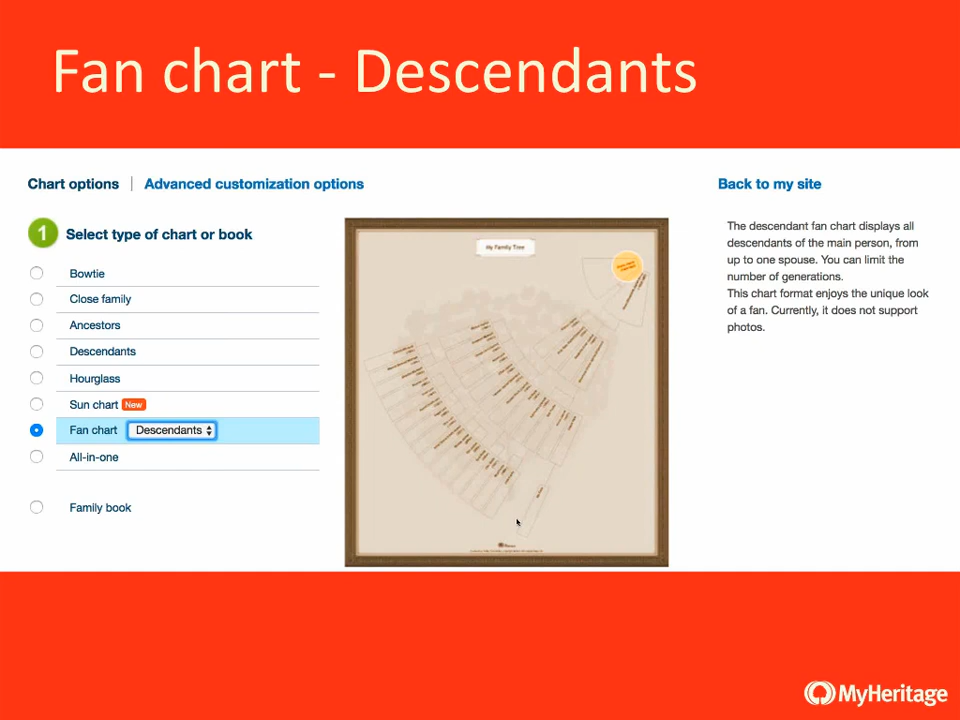 Fan chart - Descendants
Chart options | Advanced customization options
Back to my site
1 Select type of chart or book
Bowtie
Close family
Ancestors
Descendants
Hourglass
Sun chart New
Fan chart Descendants
All-in-one
Family book
My Family Tree
The descendant fan chart displays all
descendants of the main person, from
up to one spouse. You can limit the
number of generations.
This chart format enjoys the unique look
of a fan. Currently, it does not support
photos.
MyHeritage